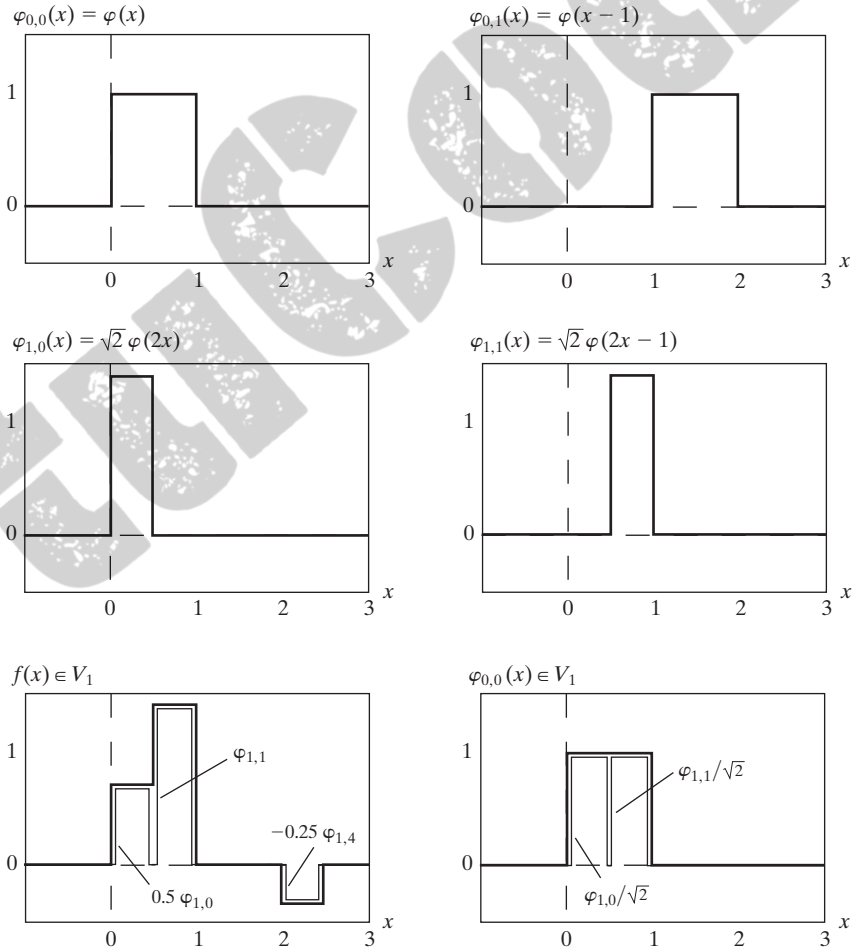 φ0,0(x) = φ(x)
1
0
0 1 2 3 x
φ0,1(x) = φ(x − 1)
1
0
0 1 2 3 x
φ1,0(x) = √2 φ(2x)
1
0
0 1 2 3 x
φ1,1(x) = √2 φ(2x − 1)
1
0
0 1 2 3 x
f(x) ∈ V1
1
φ1,1
−0.25 φ1,4
0
0.5 φ1,0
0 1 2 3 x
φ0,0(x) ∈ V1
1
φ1,1/√2
0
φ1,0/√2
0 1 2 3 x